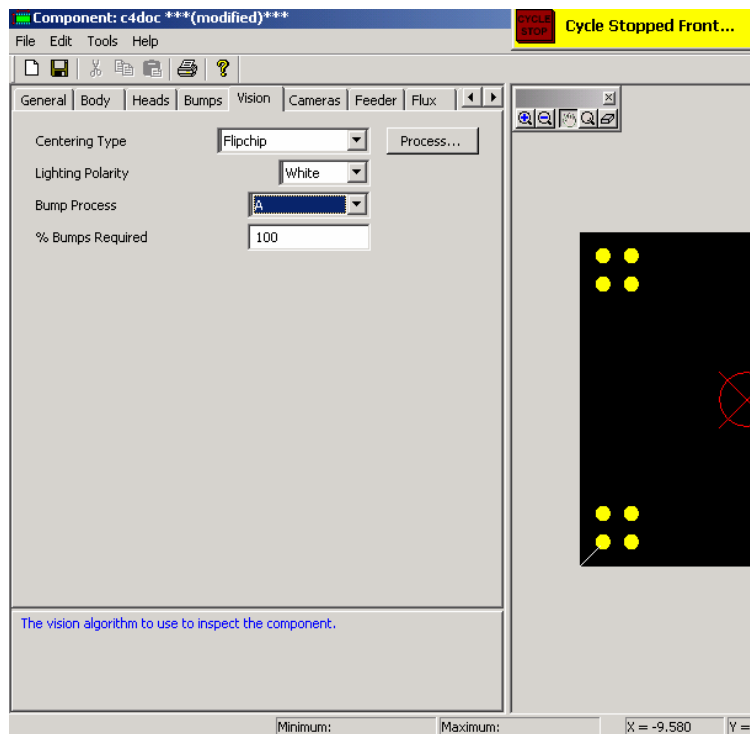 Component: c4doc ***(modified)***
File Edit Tools Help
CYCLE STOP
Cycle Stopped Front...
General Body Heads Bumps Vision Cameras Feeder Flux
Centering Type Flipchip Process...
Lighting Polarity White
Bump Process A
% Bumps Required 100
The vision algorithm to use to inspect the component.
Minimum: Maximum: X = -9.580 Y =